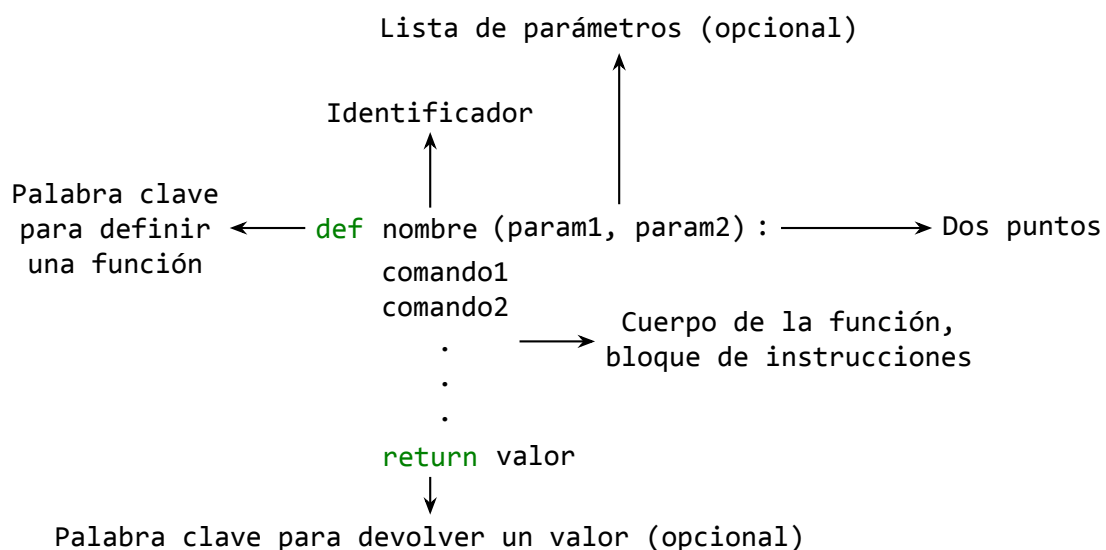 Lista de parámetros (opcional)
Identificador
Palabra clave
para definir
una función
def nombre (param1, param2) :
Dos puntos
comando1
comando2
.
.
.
Cuerpo de la función,
bloque de instrucciones
return valor
Palabra clave para devolver un valor (opcional)